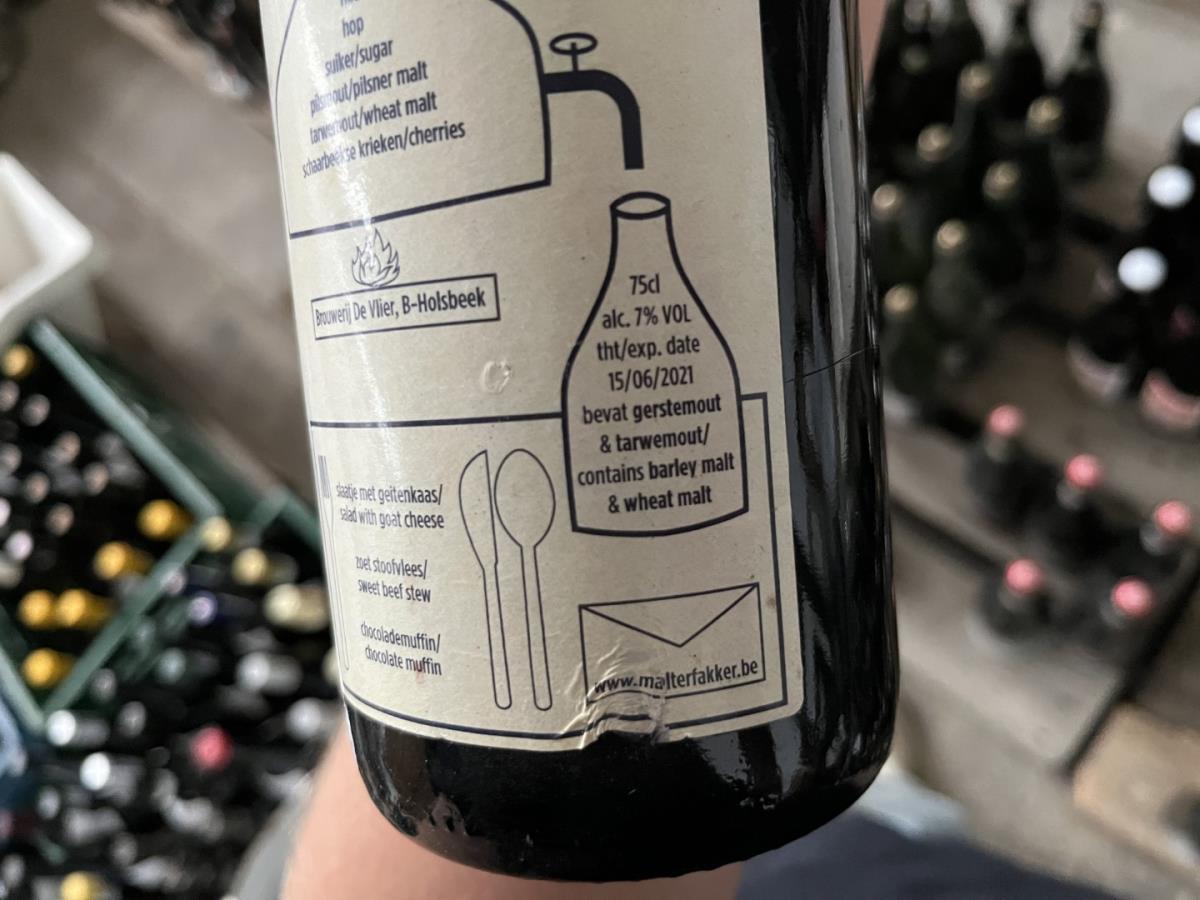 hop
suiker/sugar
pilsmout/pilsner malt
tarwemout/wheat malt
schaarbeekse krieken/cherries
Brouwerij De Vlier, B-Holsbeek
75cl
alc. 7% VOL
tht/exp. date
15/06/2021
bevat gerstemout
& tarwemout/
contains barley malt
& wheat malt
slaatje met geitenkaas/
salad with goat cheese
zoet stoofvlees/
sweet beef stew
chocolademuffin/
chocolate muffin
www.malterfakker.be